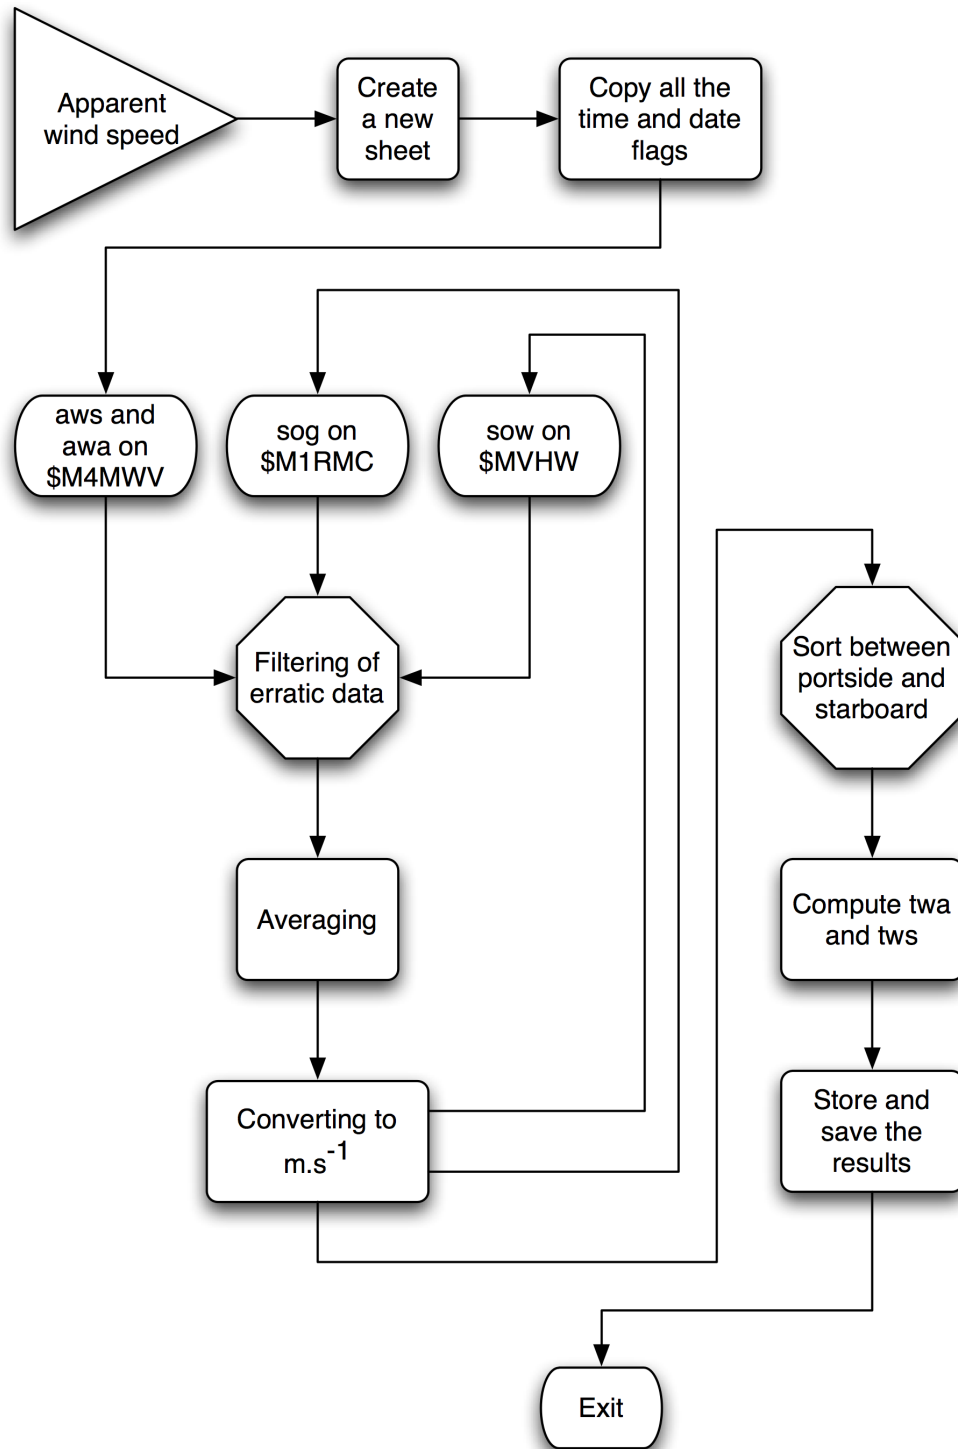 Apparent
wind speed
Create
a new
sheet
Copy all the
time and date
flags
aws and
awa on
$M4MWV
sog on
$M1RMC
sow on
$MVHW
Filtering of
erratic data
Sort between
portside and
starboard
Averaging
Compute twa
and tws
Converting to
m.s-1
Store and
save the
results
Exit